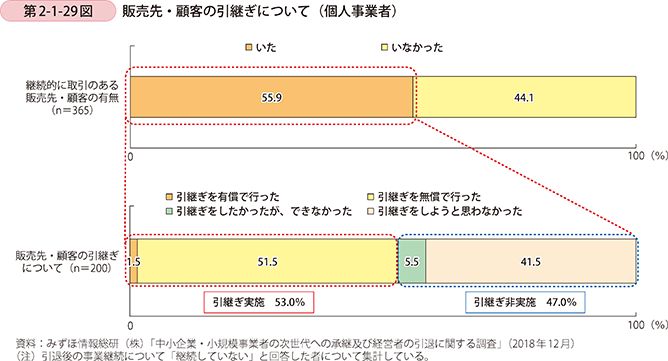 第2-1-29図 販売先・顧客の引継ぎについて（個人事業者）
いた いなかった
継続的に取引のある
販売先・顧客の有無
（n＝365）
55.9 44.1
0 100 （%）
引継ぎを有償で行った 引継ぎを無償で行った
引継ぎをしたかったが、できなかった 引継ぎをしようと思わなかった
販売先・顧客の引継ぎ
について（n＝200）
1.5 51.5 5.5 41.5
引継ぎ実施 53.0% 引継ぎ非実施 47.0%
0 100 （%）
資料：みずほ情報総研（株）「中小企業・小規模事業者の次世代への承継及び経営者の引退に関する調査」（2018年12月）
（注）引退後の事業継続について「継続していない」と回答した者について集計している。